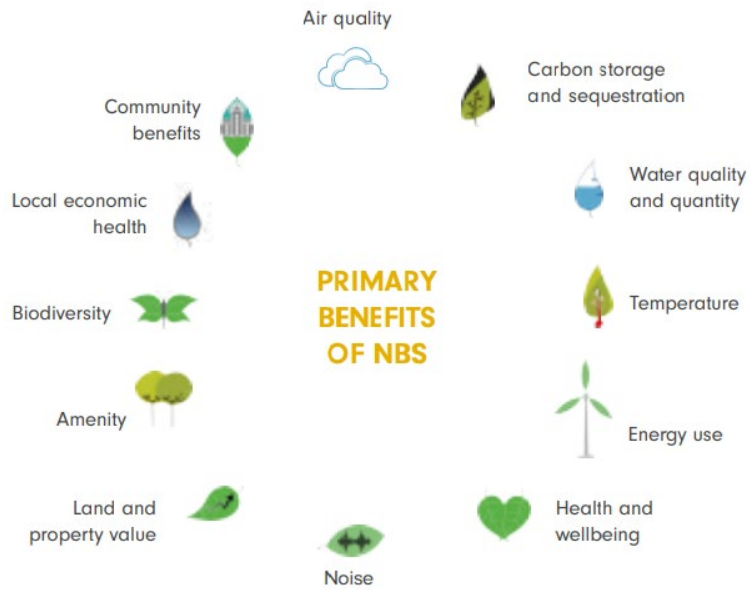 Air quality
Carbon storage
and sequestration
Community
benefits
Water quality
and quantity
Local economic
health
PRIMARY
BENEFITS
OF NBS
Temperature
Biodiversity
Amenity
Energy use
Land and
property value
Health and
wellbeing
Noise